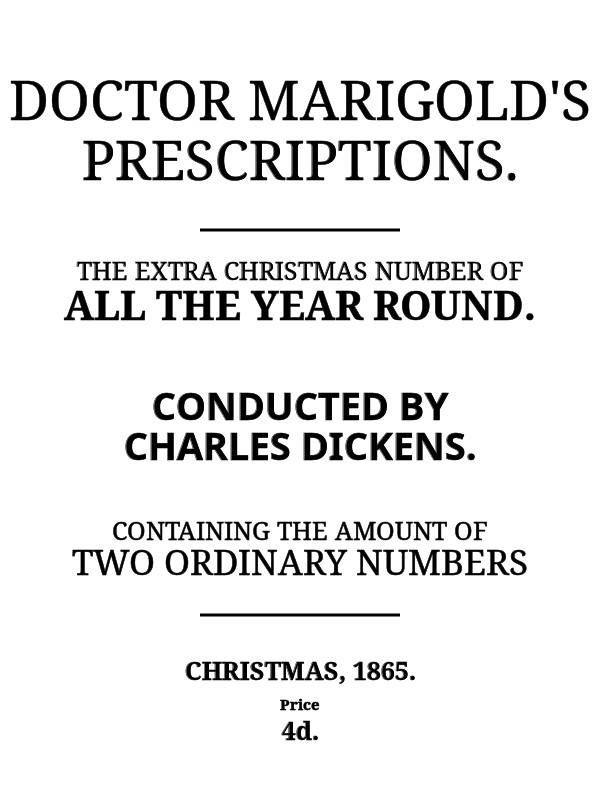 DOCTOR MARIGOLD'S
PRESCRIPTIONS.
THE EXTRA CHRISTMAS NUMBER OF
ALL THE YEAR ROUND.
CONDUCTED BY
CHARLES DICKENS.
CONTAINING THE AMOUNT OF
TWO ORDINARY NUMBERS
CHRISTMAS, 1865.
Price
4d.